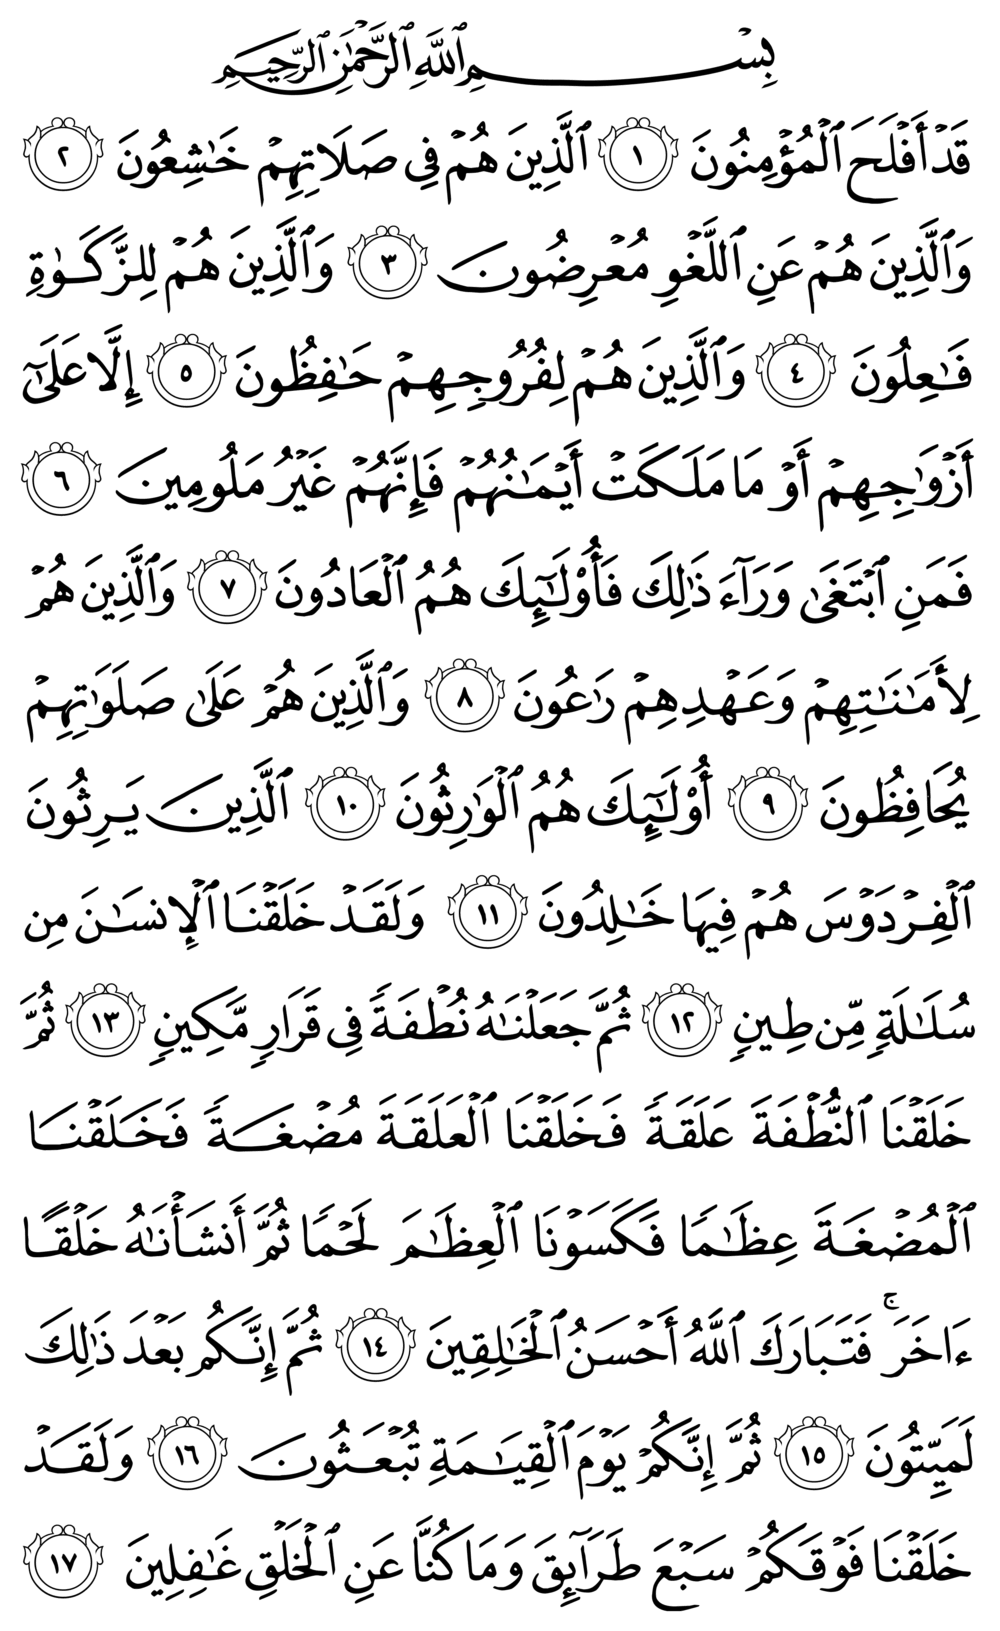 بِسْمِ ٱللَّهِ ٱلرَّحْمَٰنِ ٱلرَّحِيمِ
قَدْ أَفْلَحَ ٱلْمُؤْمِنُونَ ١ ٱلَّذِينَ هُمْ فِى صَلَاتِهِمْ خَٰشِعُونَ ٢
وَٱلَّذِينَ هُمْ عَنِ ٱللَّغْوِ مُعْرِضُونَ ٣ وَٱلَّذِينَ هُمْ لِلزَّكَوٰةِ
فَٰعِلُونَ ٤ وَٱلَّذِينَ هُمْ لِفُرُوجِهِمْ حَٰفِظُونَ ٥ إِلَّا عَلَىٰٓ
أَزْوَٰجِهِمْ أَوْ مَا مَلَكَتْ أَيْمَٰنُهُمْ فَإِنَّهُمْ غَيْرُ مَلُومِينَ ٦
فَمَنِ ٱبْتَغَىٰ وَرَآءَ ذَٰلِكَ فَأُو۟لَٰٓئِكَ هُمُ ٱلْعَادُونَ ٧ وَٱلَّذِينَ هُمْ
لِأَمَٰنَٰتِهِمْ وَعَهْدِهِمْ رَٰعُونَ ٨ وَٱلَّذِينَ هُمْ عَلَىٰ صَلَوَٰتِهِمْ
يُحَافِظُونَ ٩ أُو۟لَٰٓئِكَ هُمُ ٱلْوَٰرِثُونَ ١٠ ٱلَّذِينَ يَرِثُونَ
ٱلْفِرْدَوْسَ هُمْ فِيهَا خَٰلِدُونَ ١١ وَلَقَدْ خَلَقْنَا ٱلْإِنسَٰنَ مِن
سُلَٰلَةٍ مِّن طِينٍ ١٢ ثُمَّ جَعَلْنَٰهُ نُطْفَةً فِى قَرَارٍ مَّكِينٍ ١٣ ثُمَّ
خَلَقْنَا ٱلنُّطْفَةَ عَلَقَةً فَخَلَقْنَا ٱلْعَلَقَةَ مُضْغَةً فَخَلَقْنَا
ٱلْمُضْغَةَ عِظَٰمًا فَكَسَوْنَا ٱلْعِظَٰمَ لَحْمًا ثُمَّ أَنشَأْنَٰهُ خَلْقًا
ءَاخَرَ ۚ فَتَبَارَكَ ٱللَّهُ أَحْسَنُ ٱلْخَٰلِقِينَ ١٤ ثُمَّ إِنَّكُم بَعْدَ ذَٰلِكَ
لَمَيِّتُونَ ١٥ ثُمَّ إِنَّكُمْ يَوْمَ ٱلْقِيَٰمَةِ تُبْعَثُونَ ١٦ وَلَقَدْ
خَلَقْنَا فَوْقَكُمْ سَبْعَ طَرَآئِقَ وَمَا كُنَّا عَنِ ٱلْخَلْقِ غَٰفِلِينَ ١٧